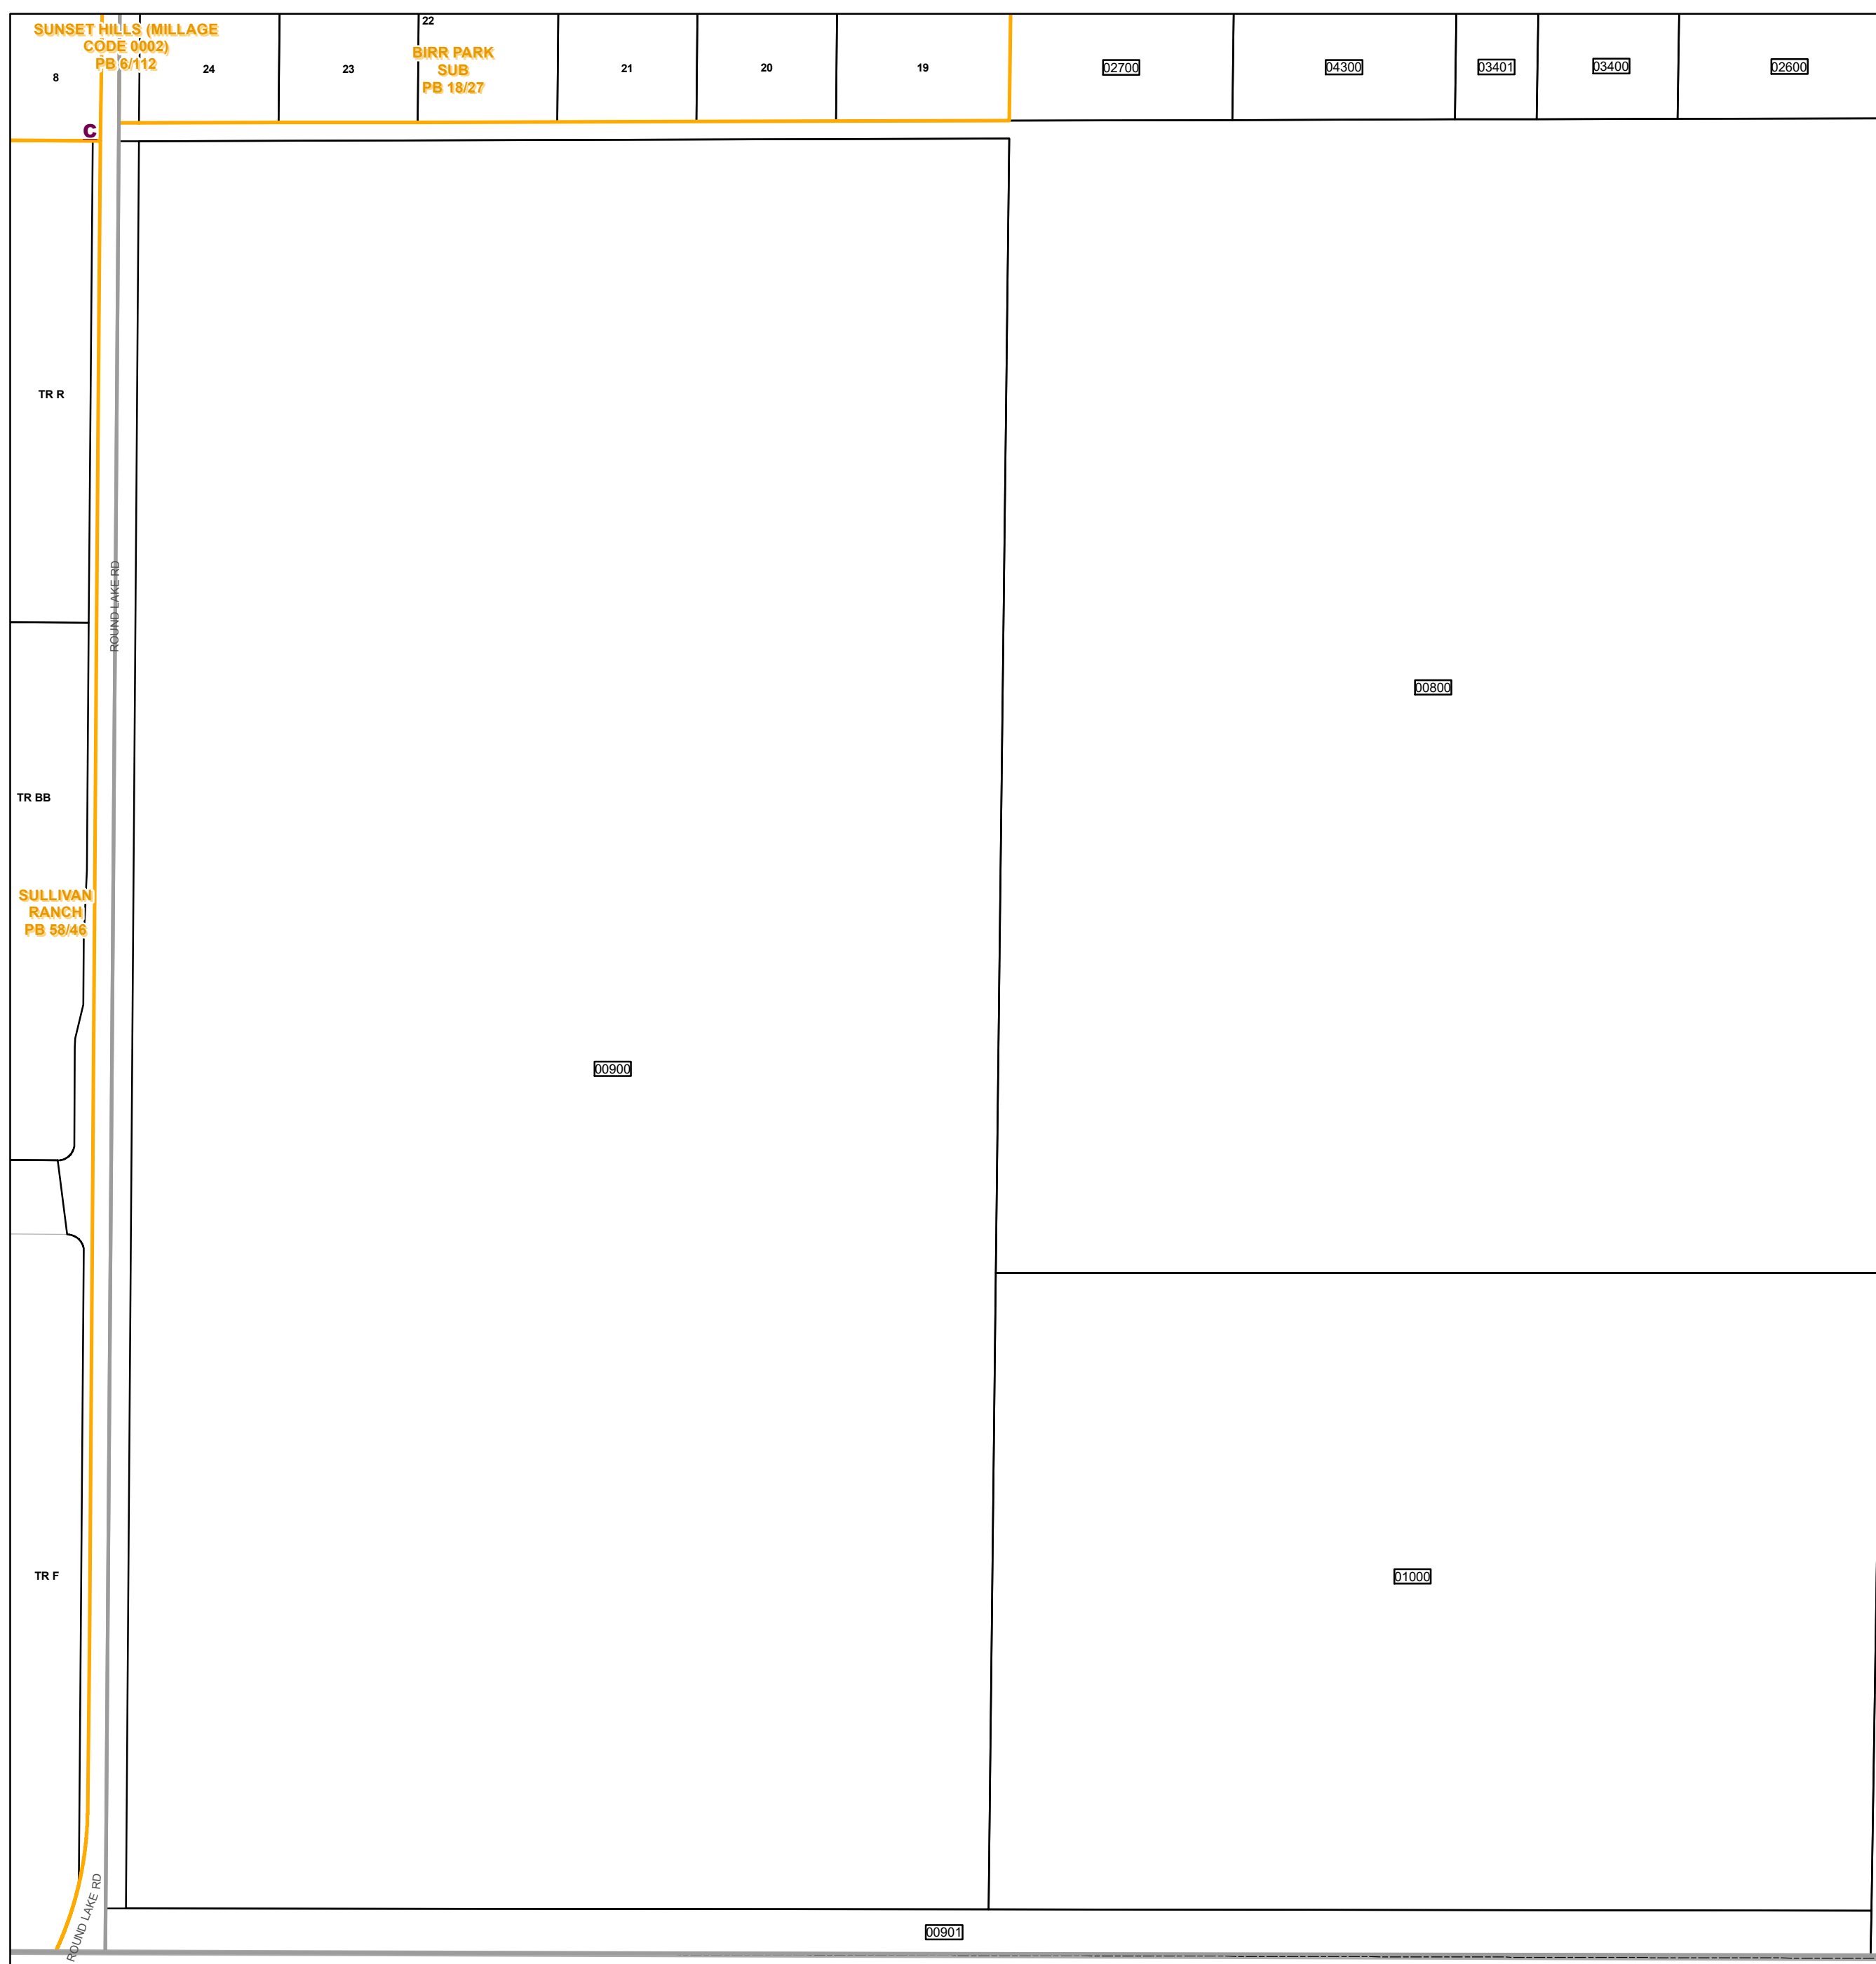 SUNSET HILLS (MILLAGE
CODE 0002)
PB 6/112
8
24
23
22
BIRR PARK
SUB
PB 18/27
21
20
19
02700
04300
03401
03400
02600
C
TR R
ROUND LAKE RD
00800
TR BB
SULLIVAN
RANCH
PB 58/46
00900
TR F
01000
ROUND LAKE RD
00901